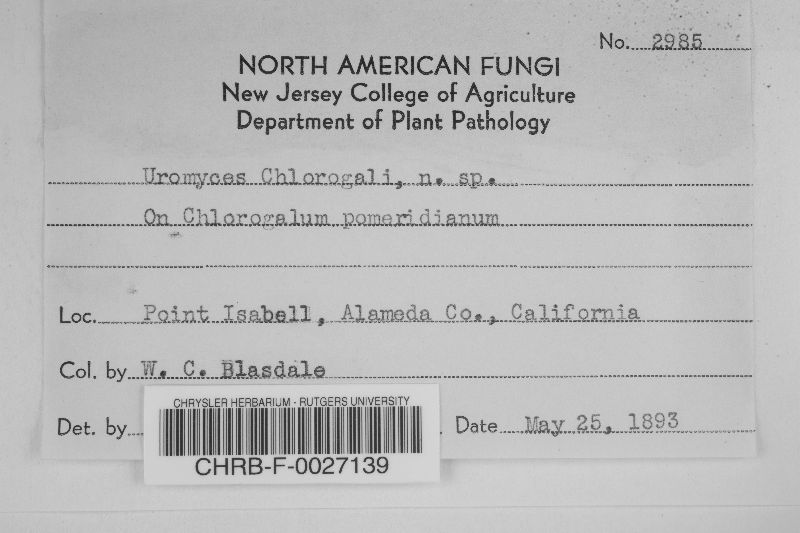 No. 2985
NORTH AMERICAN FUNGI
New Jersey College of Agriculture
Department of Plant Pathology
Uromyces Chlorogali, n. sp.
On Chlorogalum pomeridianum
Loc. Point Isabell, Alameda Co., California
Col. by W. C. Blasdale
Det. by
Date May 25, 1893
CHRYSLER HERBARIUM - RUTGERS UNIVERSITY
CHRB-F-0027139